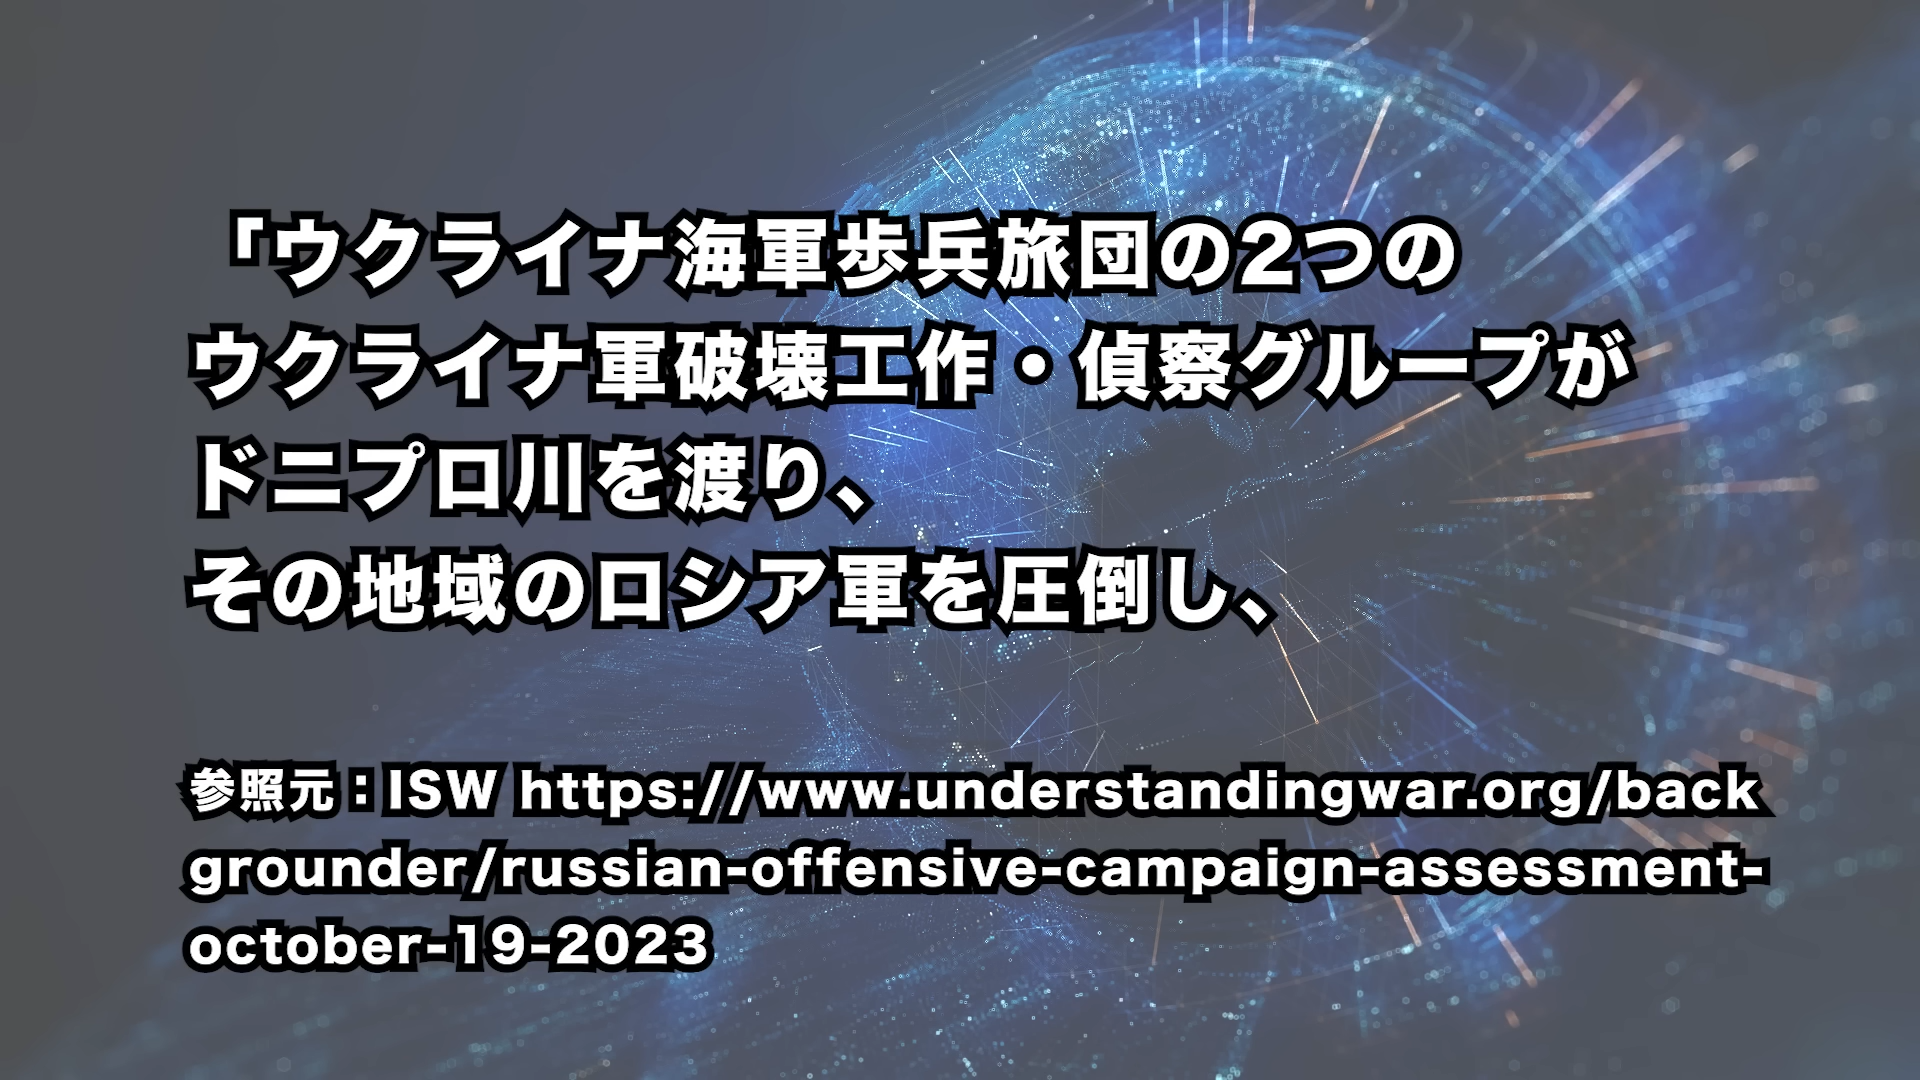 「ウクライナ海軍歩兵旅団の2つの
ウクライナ軍破壊工作・偵察グループが
ドニプロ川を渡り、
その地域のロシア軍を圧倒し、
参照元：ISW https://www.understandingwar.org/back
grounder/russian-offensive-campaign-assessment-
october-19-2023